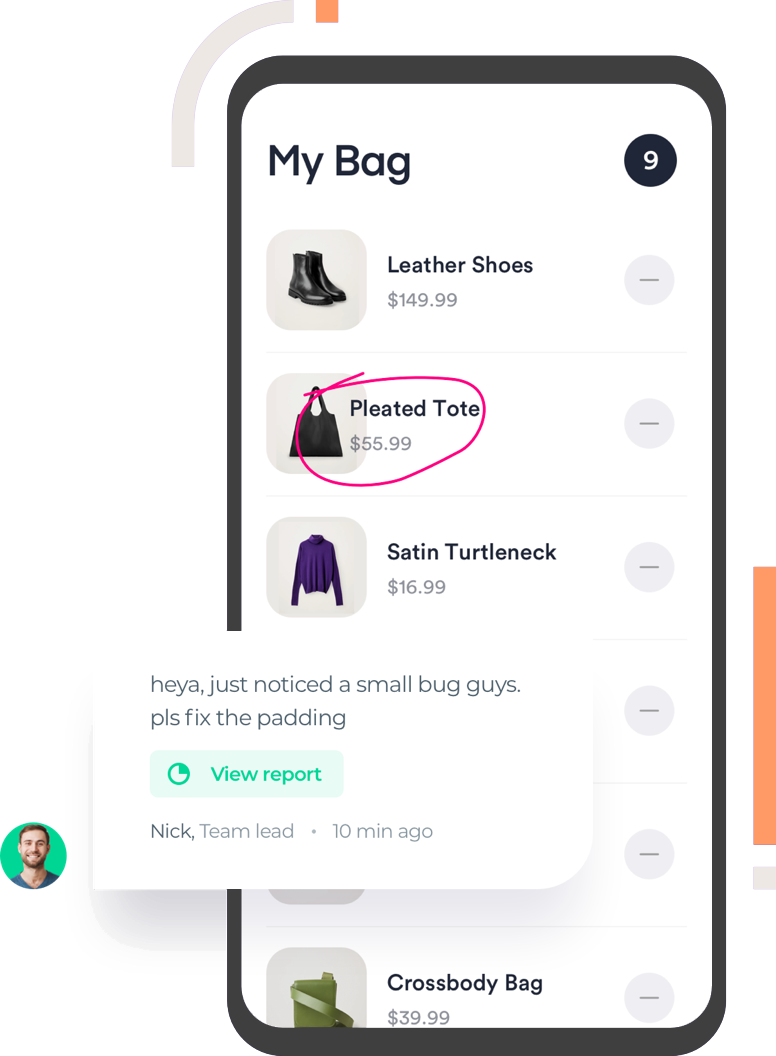 My Bag
9
Leather Shoes
$149.99
Pleated Tote
$55.99
Satin Turtleneck
$16.99
heya, just noticed a small bug guys.
pls fix the padding
View report
Nick, Team lead • 10 min ago
Crossbody Bag
$39.99